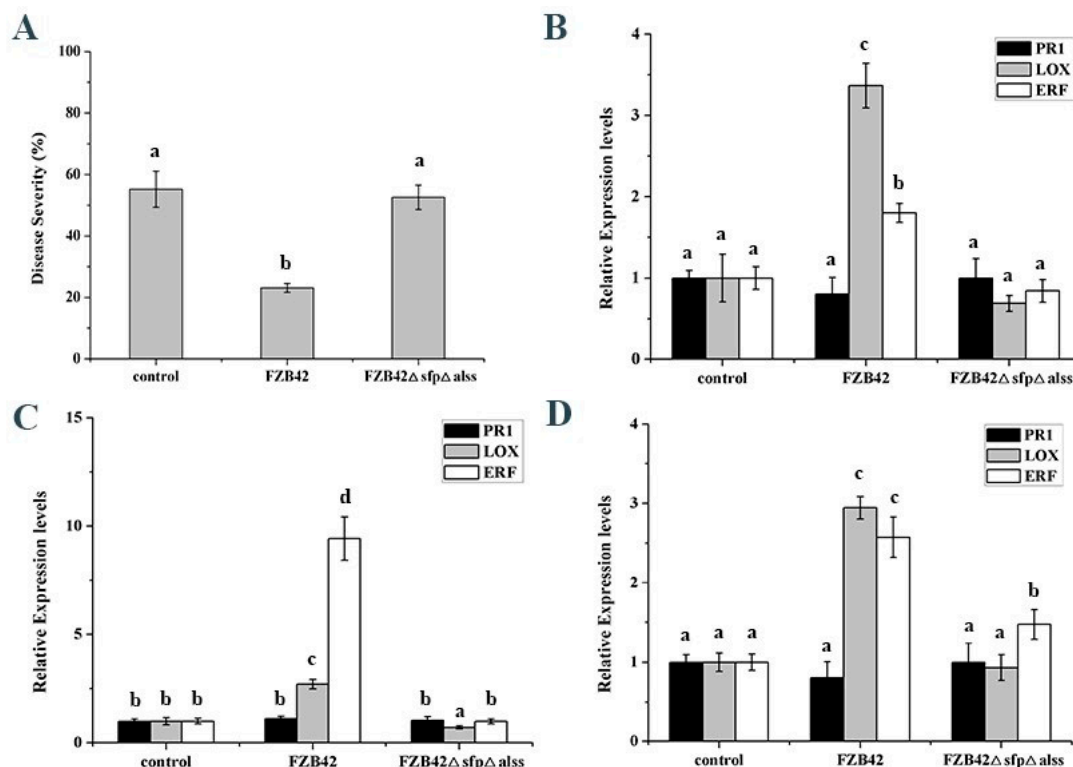 A
100
80
60
40
20
0
Disease Severity (%)
a
b
a
control
FZB42
FZB42△sfp△alss
B
4
3
2
1
0
Relative Expression levels
PR1
LOX
ERF
a
a
a
a
c
b
a
a
a
control
FZB42
FZB42△sfp△alss
C
15
10
5
0
Relative Expression levels
PR1
LOX
ERF
b
b
b
b
c
d
b
a
b
control
FZB42
FZB42△sfp△alss
D
4
3
2
1
0
Relative Expression levels
PR1
LOX
ERF
a
a
a
a
c
c
a
a
b
control
FZB42
FZB42△sfp△alss